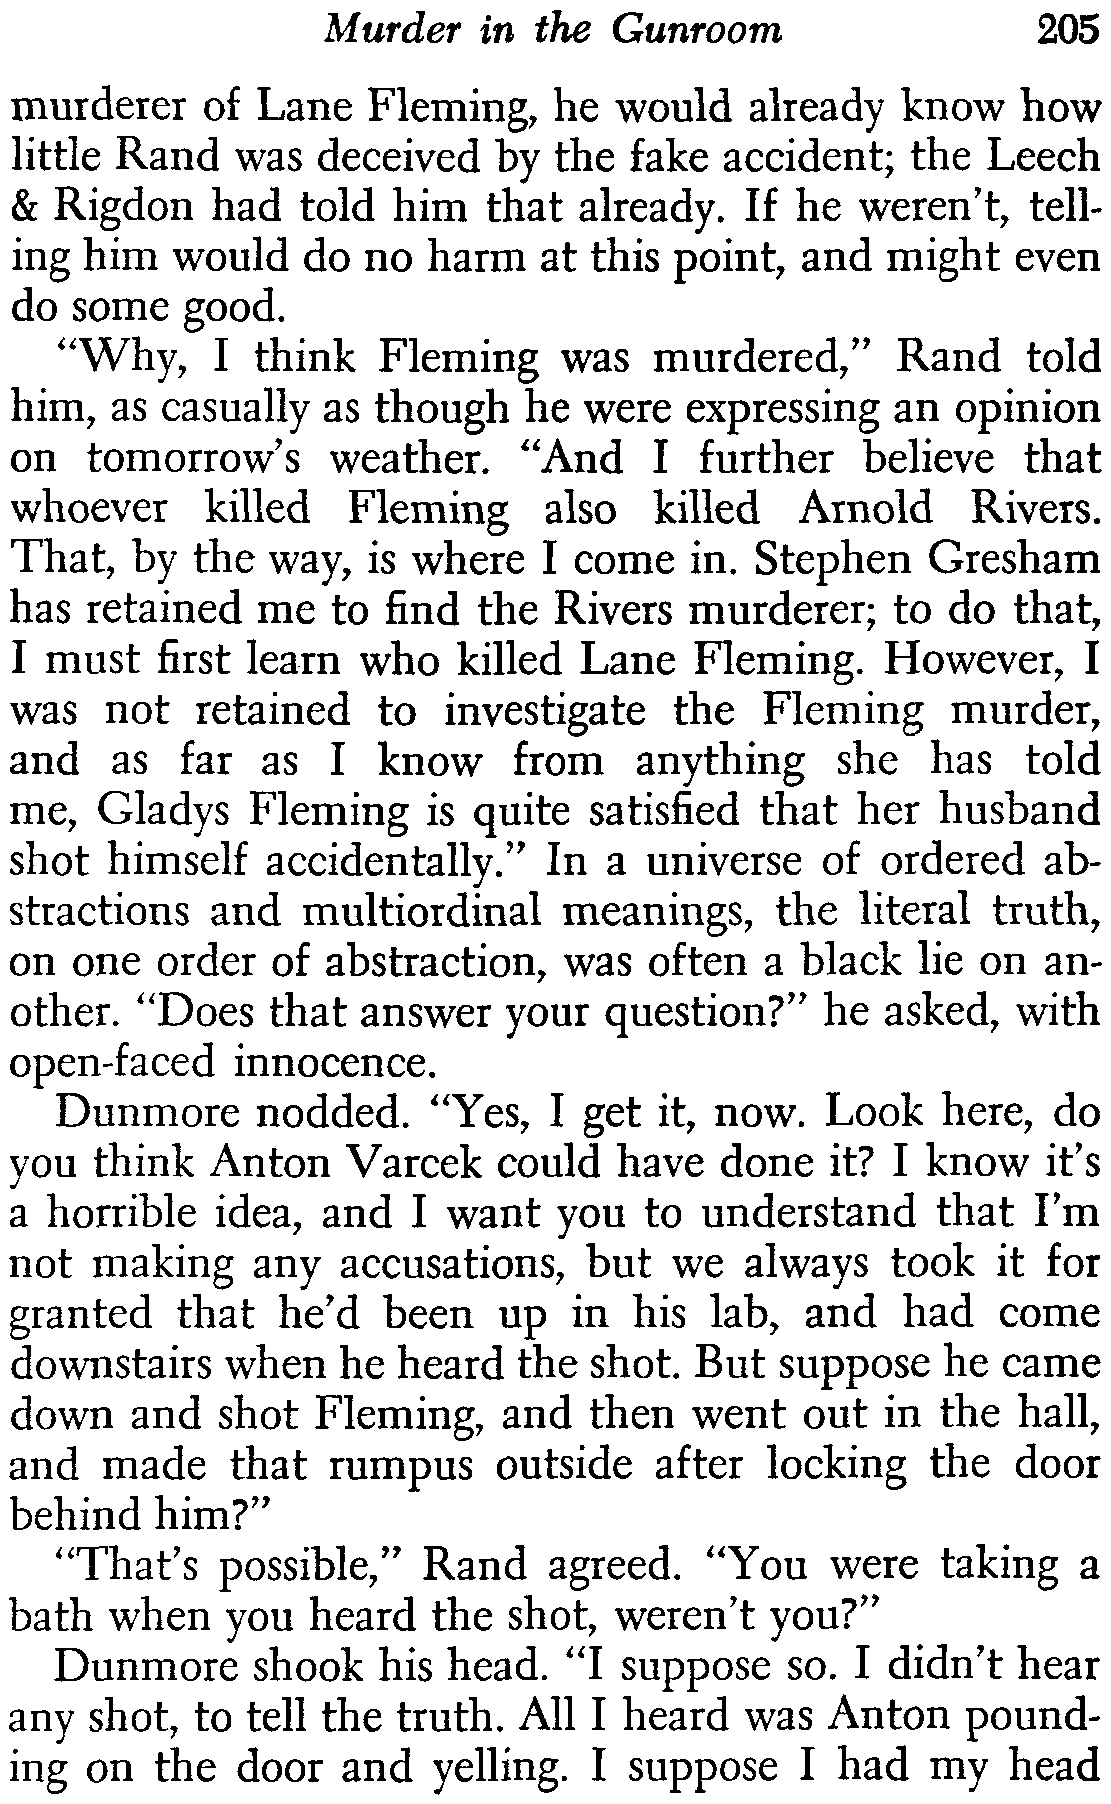 Murder in the Gunroom 205
murderer of Lane Fleming, he would already know how
little Rand was deceived by the fake accident; the Leech
& Rigdon had told him that already. If he weren't, tell-
ing him would do no harm at this point, and might even
do some good.
"Why, I think Fleming was murdered," Rand told
him, as casually as though he were expressing an opinion
on tomorrow's weather. "And I further believe that
whoever killed Fleming also killed Arnold Rivers.
That, by the way, is where I come in. Stephen Gresham
has retained me to find the Rivers murderer; to do that,
I must first learn who killed Lane Fleming. However, I
was not retained to investigate the Fleming murder,
and as far as I know from anything she has told
me, Gladys Fleming is quite satisfied that her husband
shot himself accidentally." In a universe of ordered ab-
stractions and multiordinal meanings, the literal truth,
on one order of abstraction, was often a black lie on an-
other. "Does that answer your question?" he asked, with
open-faced innocence.
Dunmore nodded. "Yes, I get it, now. Look here, do
you think Anton Varcek could have done it? I know it's
a horrible idea, and I want you to understand that I'm
not making any accusations, but we always took it for
granted that he'd been up in his lab, and had come
downstairs when he heard the shot. But suppose he came
down and shot Fleming, and then went out in the hall,
and made that rumpus outside after locking the door
behind him?"
"That's possible," Rand agreed. "You were taking a
bath when you heard the shot, weren't you?"
Dunmore shook his head. "I suppose so. I didn't hear
any shot, to tell the truth. All I heard was Anton pound-
ing on the door and yelling. I suppose I had my head